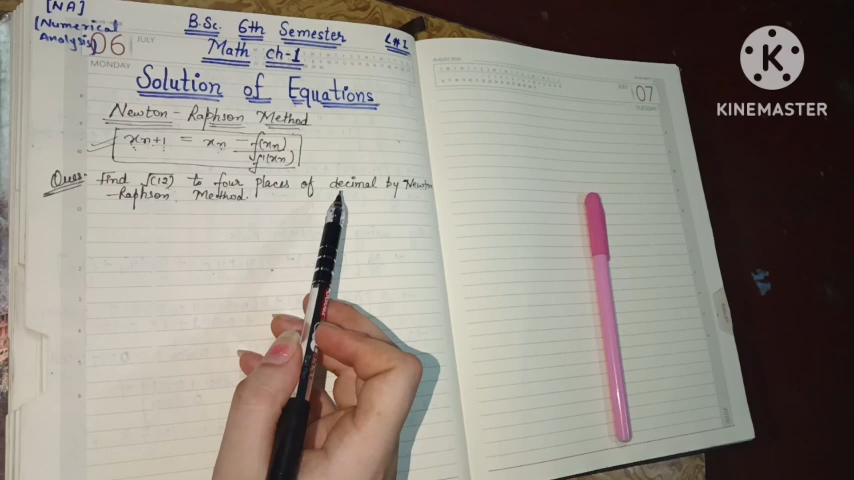 [NA]
[Numerical
Analysis]
06 JULY
MONDAY
B.Sc. 6th Semester
Math ch-1
L#1
Solution of Equations
Newton-Raphson Method
xn+1 = xn - f(xn)
f'(xn)
Ques:- Find √(12) to four places of decimal by Newton
-Raphson Method.
07
TUESDAY
K
KINEMASTER